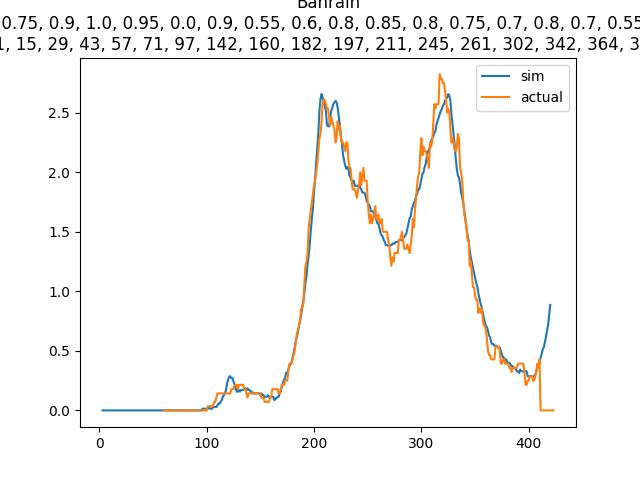 Bahrain
0.75, 0.9, 1.0, 0.95, 0.0, 0.9, 0.55, 0.6, 0.8, 0.85, 0.8, 0.75, 0.7, 0.8, 0.7, 0.55
15, 29, 43, 57, 71, 97, 142, 160, 182, 197, 211, 245, 261, 302, 342, 364, 3
sim
actual
2.5
2.0
1.5
1.0
0.5
0.0
0 100 200 300 400